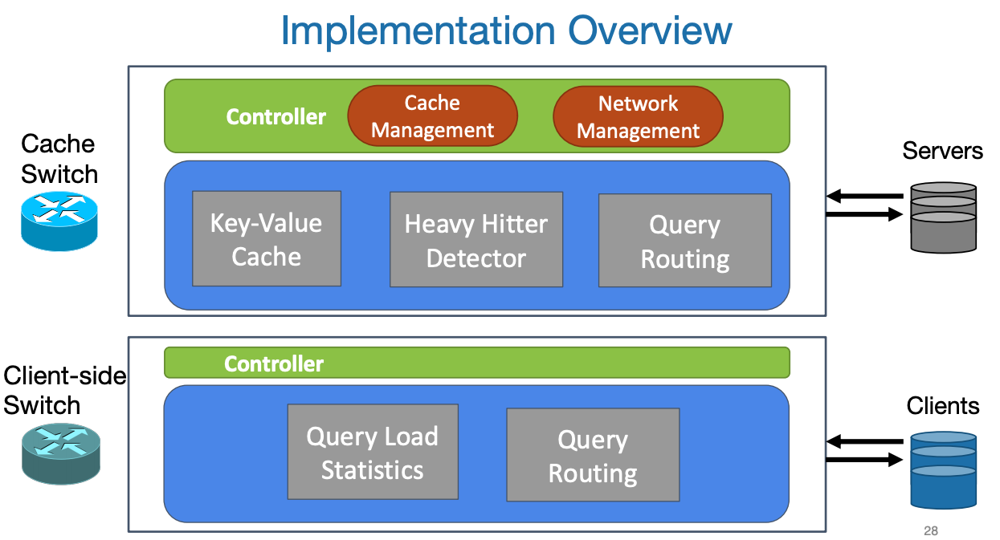 Implementation Overview
Cache
Switch
Controller
Cache
Management
Network
Management
Key-Value
Cache
Heavy Hitter
Detector
Query
Routing
Servers
Client-side
Switch
Controller
Query Load
Statistics
Query
Routing
Clients
28